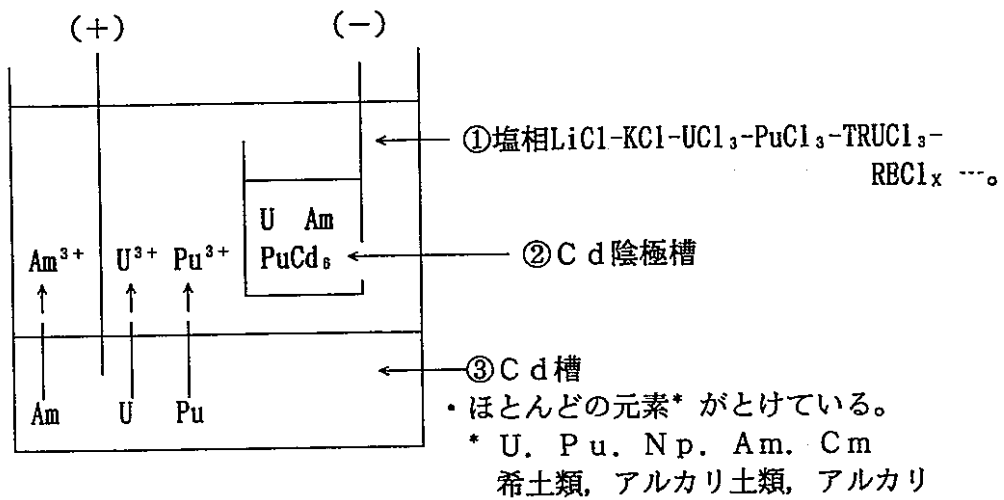 (+) (-)
①塩相LiCl-KCl-UCl₃-PuCl₃-TRUCl₃-
RECl_X …。
U Am
PuCd₆
②Cd陰極槽
Am³⁺ U³⁺ Pu³⁺
③Cd槽
Am U Pu
・ほとんどの元素* がとけている。
* U. Pu. Np. Am. Cm
希土類, アルカリ土類, アルカリ